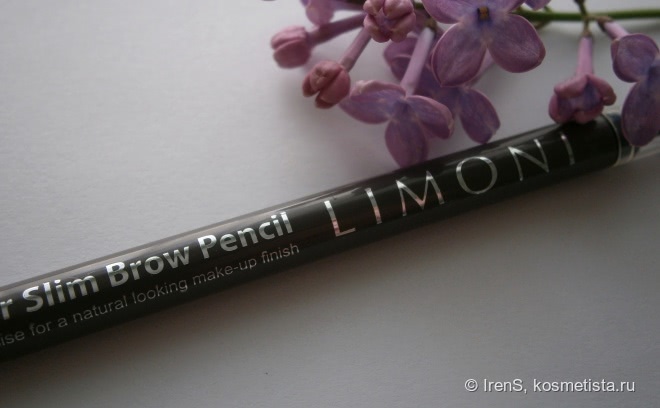 r Slim Brow Pencil LIMONI
ise for a natural looking make-up finish
© IrenS, kosmetista.ru